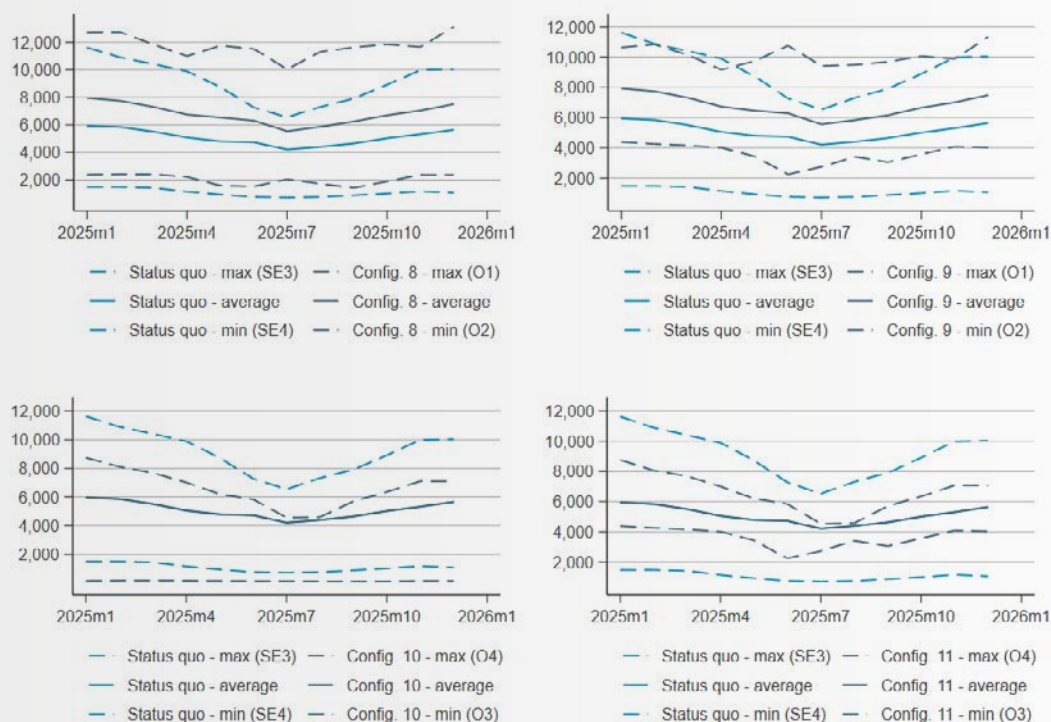 12,000
10,000
8,000
6,000
4,000
2,000
2025m1 2025m4 2025m7 2025m10 2026m1
Status quo - max (SE3) Config. 8 - max (O1)
Status quo - average Config. 8 - average
Status quo - min (SE4) Config. 8 - min (O2)
12,000
10,000
8,000
6,000
4,000
2,000
2025m1 2025m4 2025m7 2025m10 2026m1
Status quo - max (SE3) Config. 9 - max (O1)
Status quo - average Config. 9 - average
Status quo - min (SE4) Config. 9 - min (O2)
12,000
10,000
8,000
6,000
4,000
2,000
2025m1 2025m4 2025m7 2025m10 2026m1
Status quo - max (SE3) Config. 10 - max (O4)
Status quo - average Config. 10 - average
Status quo - min (SE4) Config. 10 - min (O3)
12,000
10,000
8,000
6,000
4,000
2,000
2025m1 2025m4 2025m7 2025m10 2026m1
Status quo - max (SE3) Config. 11 - max (O4)
Status quo - average Config. 11 - average
Status quo - min (SE4) Config. 11 - min (O3)